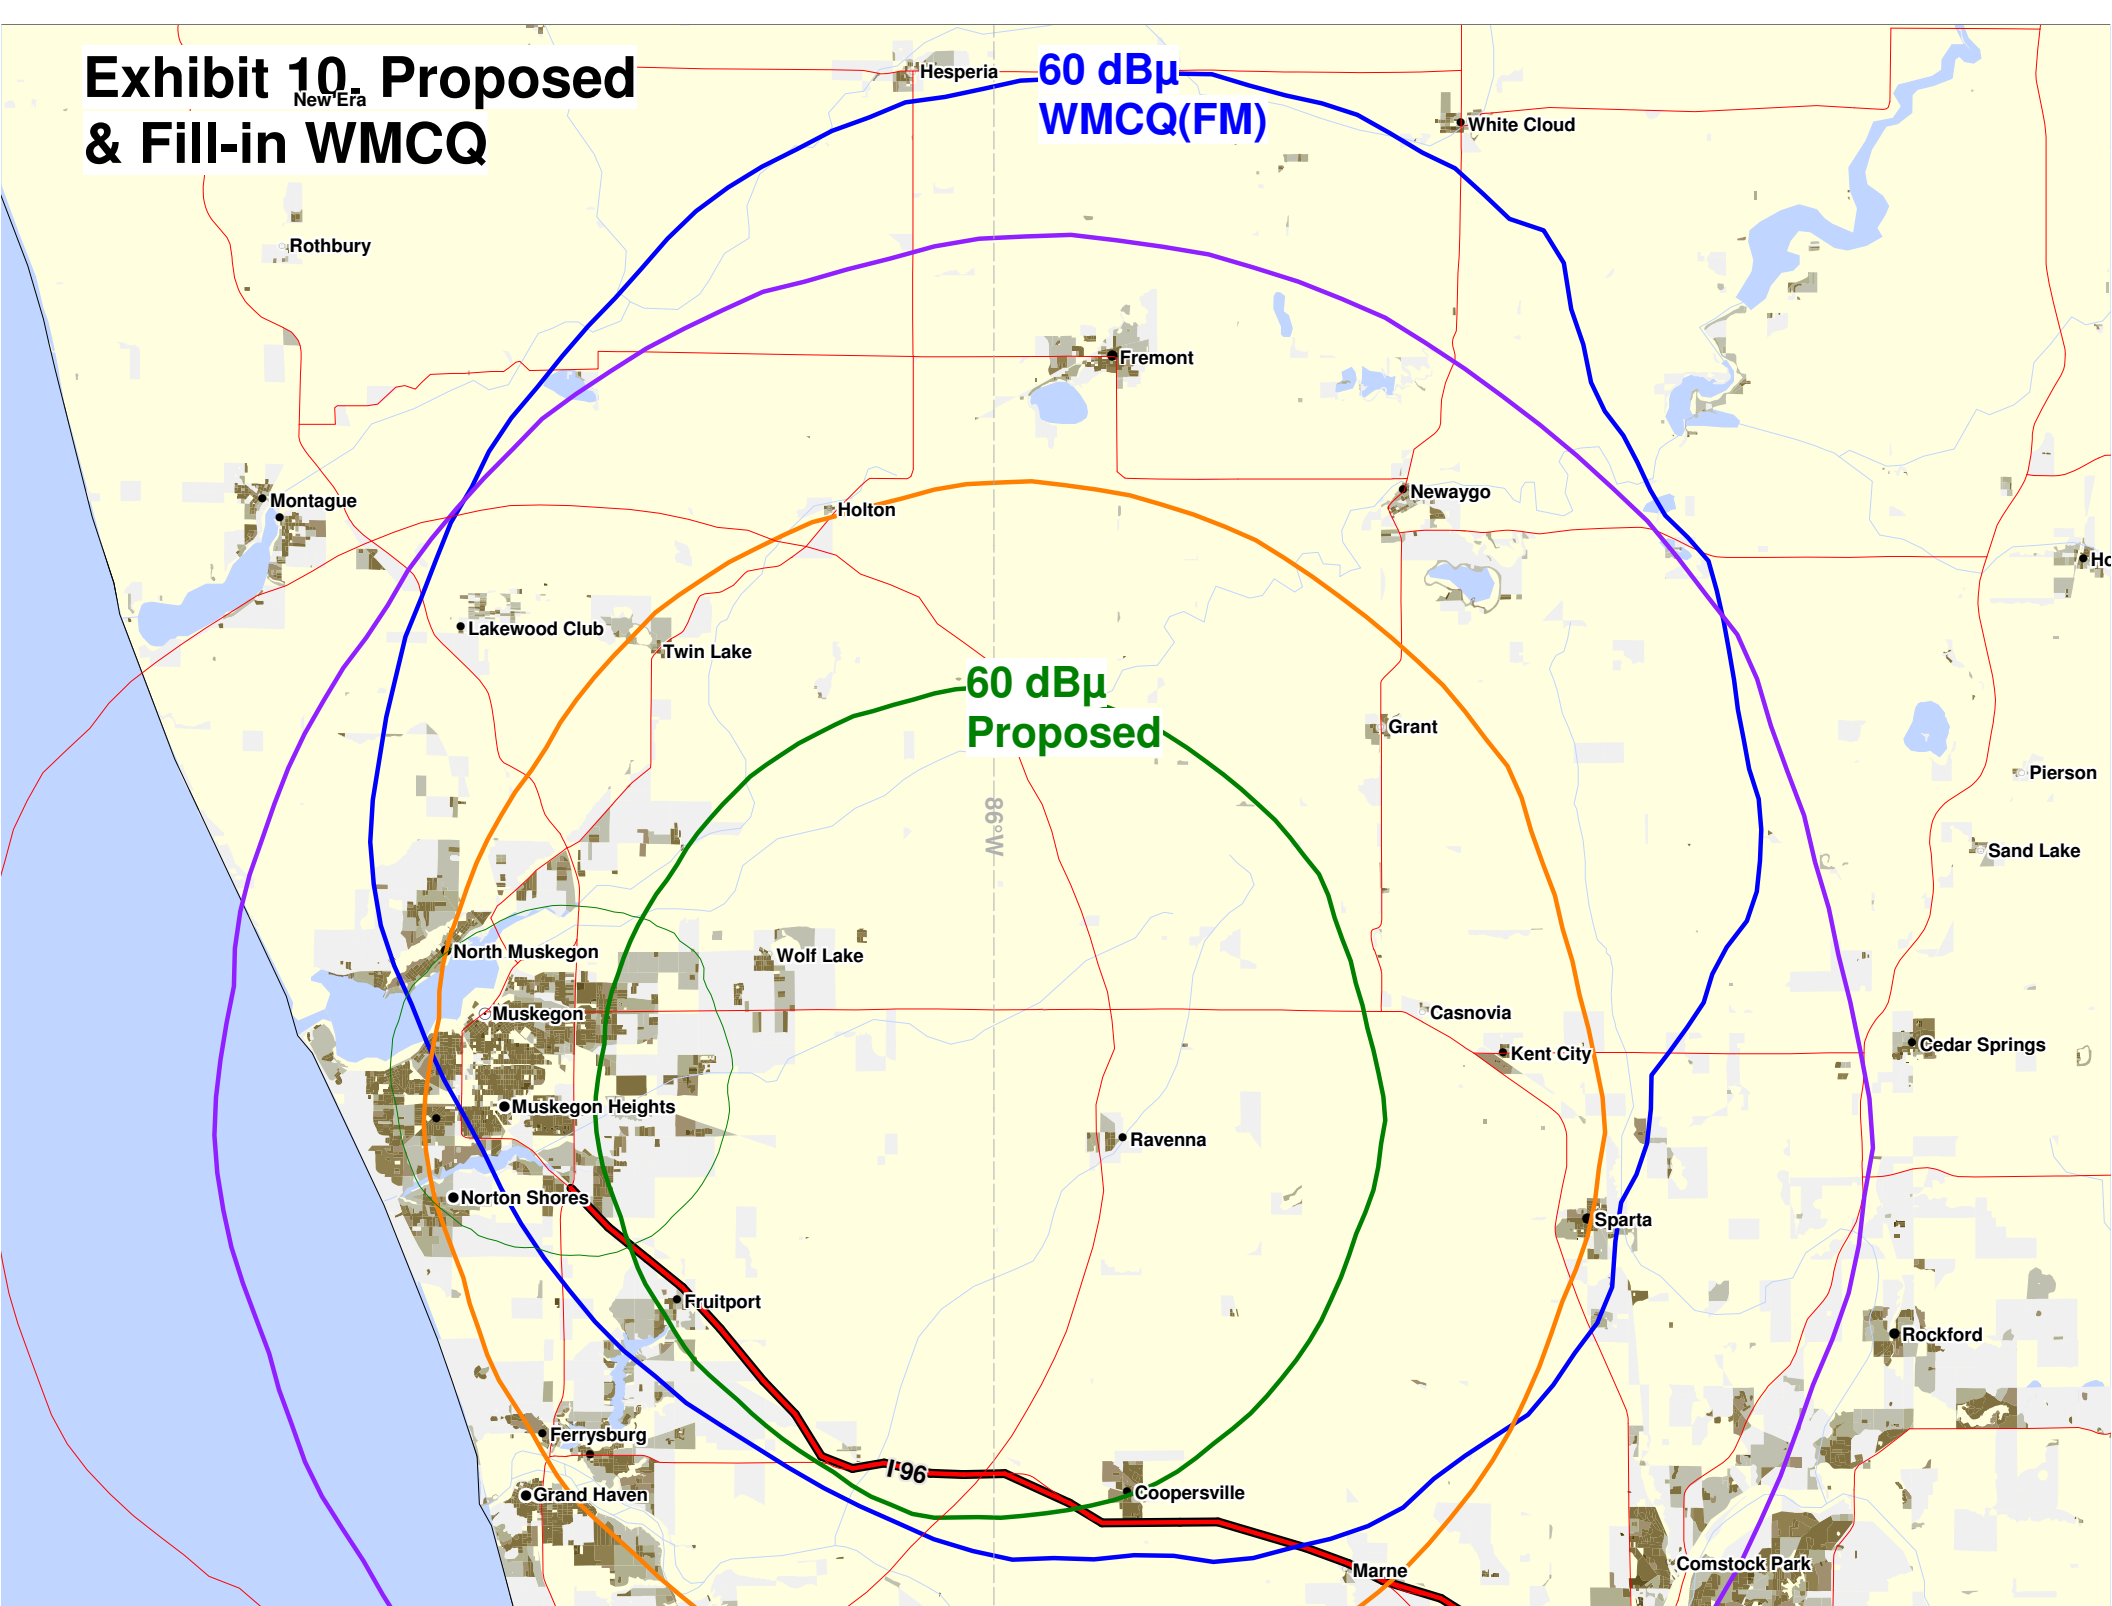 Exhibit 10. Proposed
& Fill-in WMCQ
New Era
Hesperia
60 dBµ
WMCQ(FM)
White Cloud
Rothbury
Fremont
Montague
Holton
Newaygo
Ho
Lakewood Club
Twin Lake
60 dBµ
Proposed
Grant
Pierson
86°W
Sand Lake
North Muskegon
Wolf Lake
Muskegon
Casnovia
Kent City
Cedar Springs
Muskegon Heights
Ravenna
Norton Shores
Sparta
Fruitport
Rockford
Ferrysburg
I 96
Grand Haven
Coopersville
Marne
Comstock Park